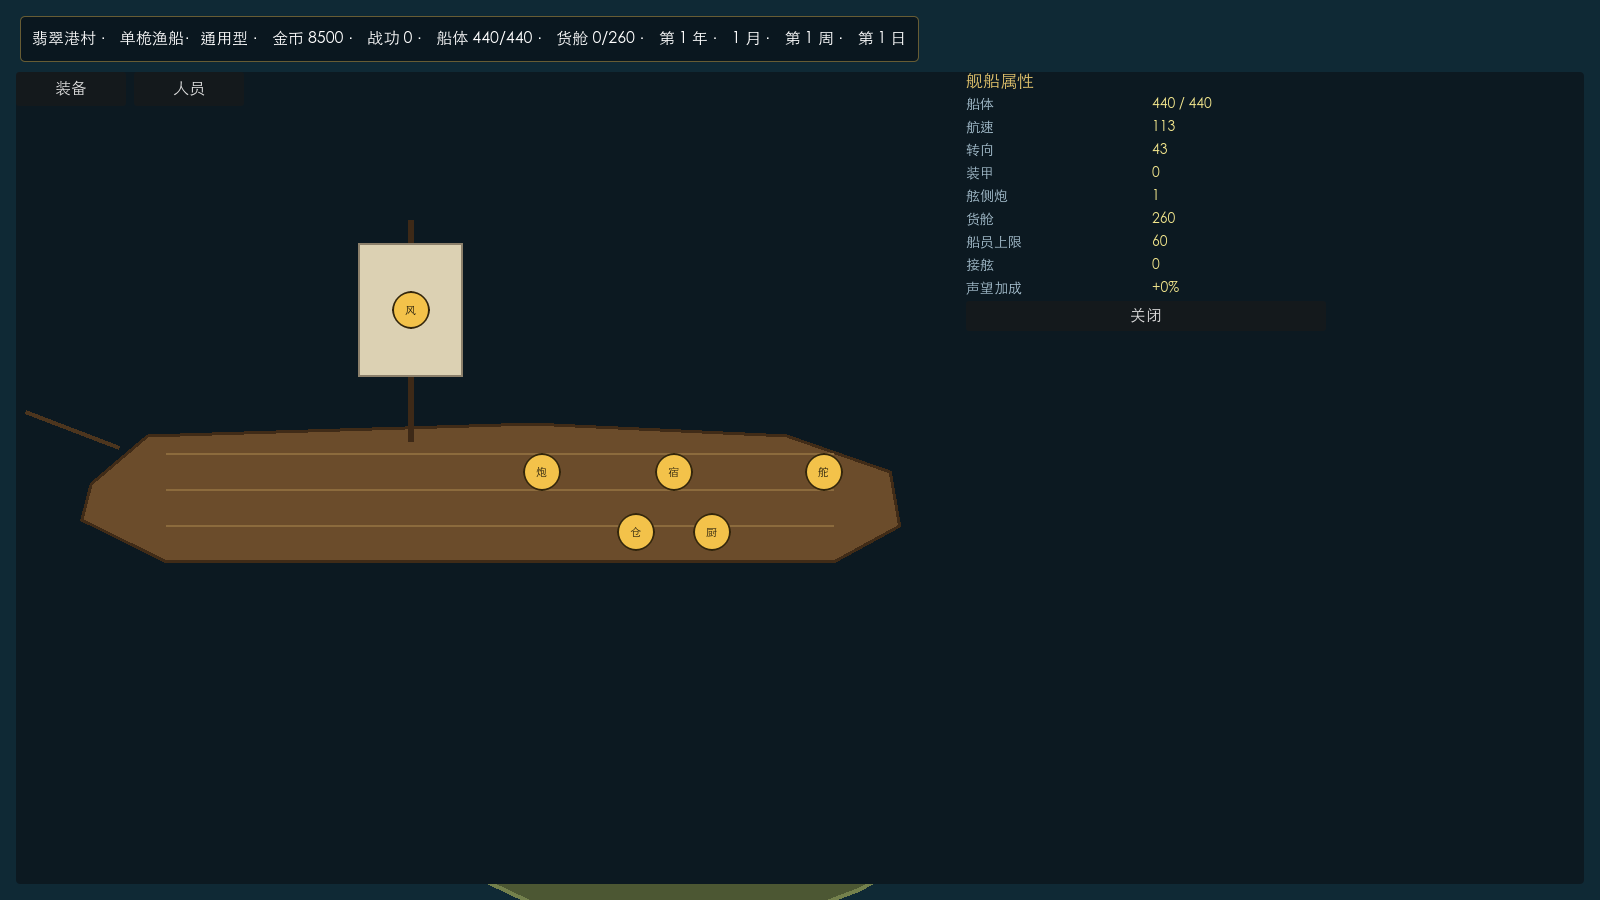 翡翠港村 · 单桅渔船 · 通用型 · 金币 8500 · 战功 0 · 船体 440/440 · 货舱 0/260 · 第 1 年 · 1 月 · 第 1 周 · 第 1 日
装备 人员
舰船属性
船体 440 / 440
航速 113
转向 43
装甲 0
舷侧炮 1
货舱 260
船员上限 60
接舷 0
声望加成 +0%
关闭
风
炮 宿 舵
仓 厨